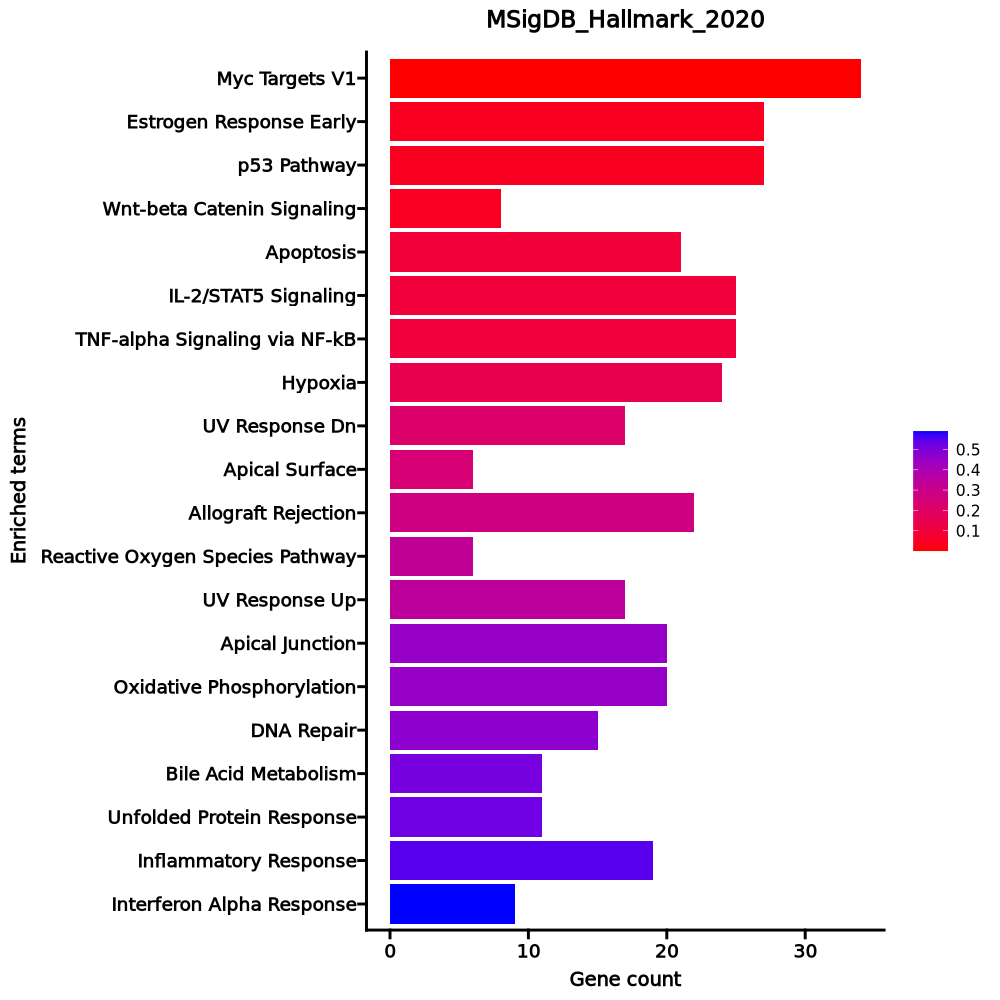 MSigDB_Hallmark_2020
Myc Targets V1
Estrogen Response Early
p53 Pathway
Wnt-beta Catenin Signaling
Apoptosis
IL-2/STAT5 Signaling
TNF-alpha Signaling via NF-kB
Hypoxia
UV Response Dn
Apical Surface
Allograft Rejection
Reactive Oxygen Species Pathway
UV Response Up
Apical Junction
Oxidative Phosphorylation
DNA Repair
Bile Acid Metabolism
Unfolded Protein Response
Inflammatory Response
Interferon Alpha Response
Enriched terms
0 10 20 30
Gene count
0.5
0.4
0.3
0.2
0.1